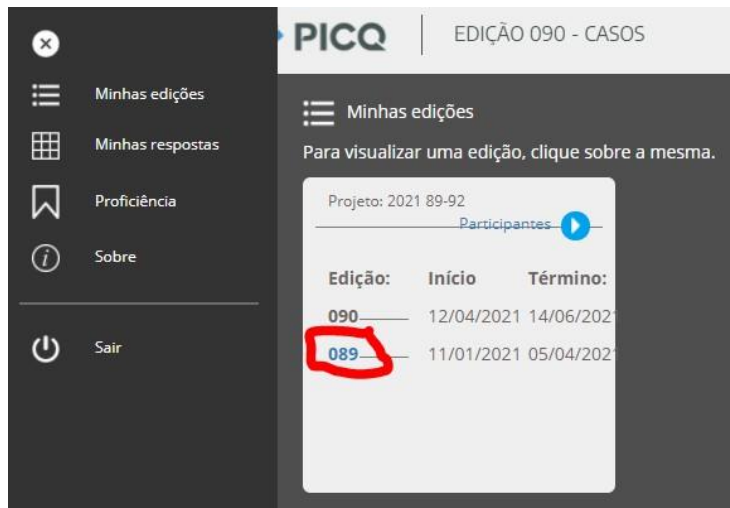 PICQ
EDIÇÃO 090 - CASOS
Minhas edições
Minhas respostas
Proficiência
i
Sobre
Sair
Minhas edições
Para visualizar uma edição, clique sobre a mesma.
Projeto: 2021 89-92
Participantes
Edição: Início Término:
090 12/04/2021 14/06/2021
089 11/01/2021 05/04/2021